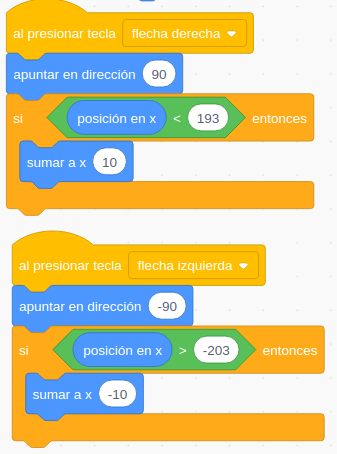 al presionar tecla flecha derecha
apuntar en dirección 90
si posición en x < 193 entonces
sumar a x 10
al presionar tecla flecha izquierda
apuntar en dirección -90
si posición en x > -203 entonces
sumar a x -10